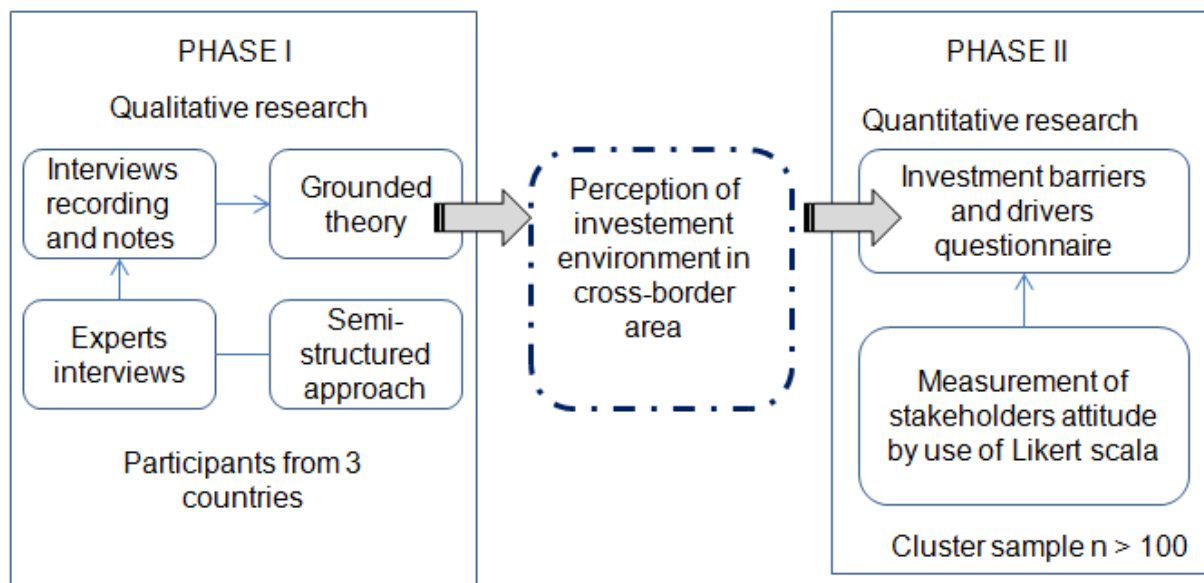 PHASE I
Qualitative research
Interviews
recording
and notes
Grounded
theory
Experts
interviews
Semi-
structured
approach
Participants from 3
countries
Perception of
investement
environment in
cross-border
area
PHASE II
Quantitative research
Investment barriers
and drivers
questionnaire
Measurement of
stakeholders attitude
by use of Likert scala
Cluster sample n > 100